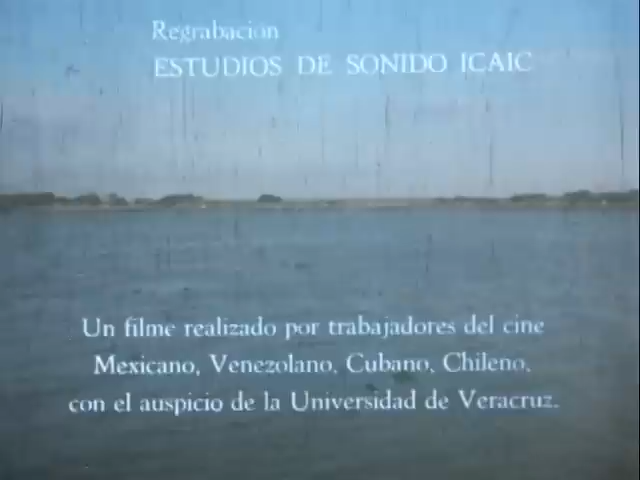 Regrabación
ESTUDIOS DE SONIDO ICAIC
Un filme realizado por trabajadores del cine
Mexicano, Venezolano, Cubano, Chileno,
con el auspicio de la Universidad de Veracruz.